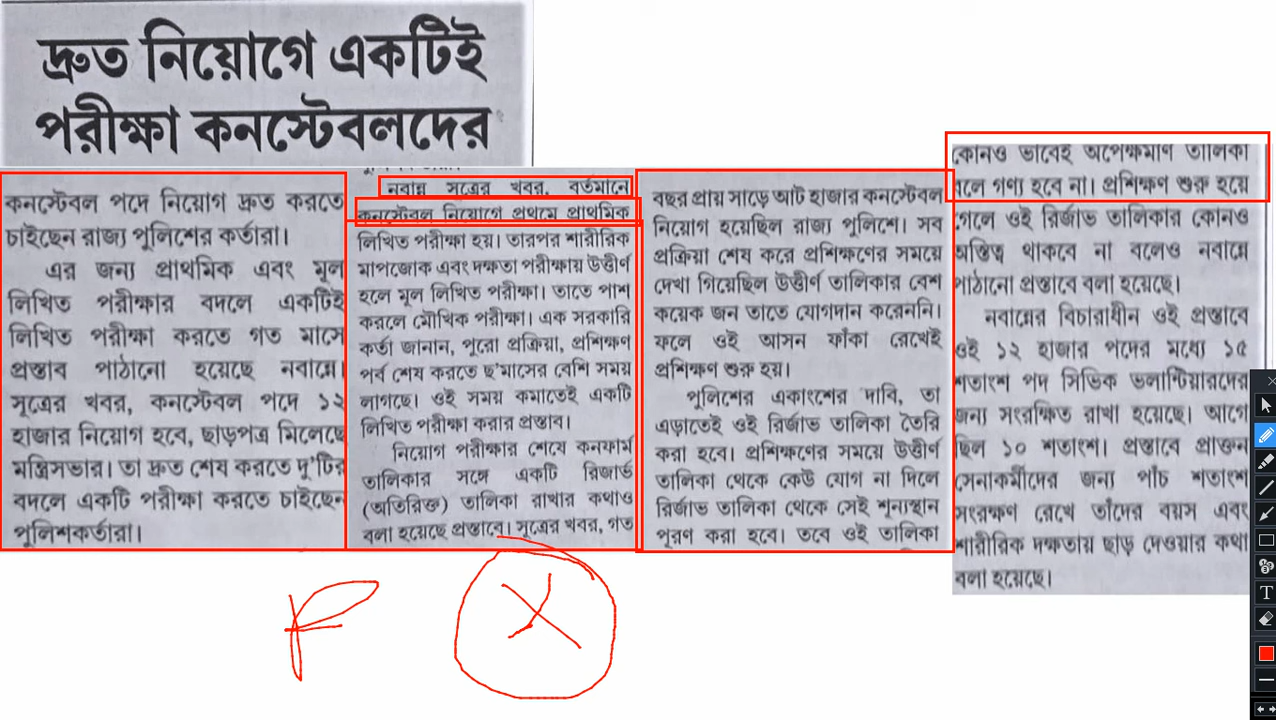 দ্রুত নিয়োগে একটিই
পরীক্ষা কনস্টেবলদের
কনস্টেবল পদে নিয়োগ দ্রুত করতে
চাইছেন রাজ্য পুলিশের কর্তারা।
এর জন্য প্রাথমিক এবং মূল
লিখিত পরীক্ষার বদলে একটিই
লিখিত পরীক্ষা করতে গত মাসে
প্রস্তাব পাঠানো হয়েছে নবান্নে।
সূত্রের খবর, কনস্টেবল পদে ১২
হাজার নিয়োগ হবে, ছাড়পত্র মিলেছে
মন্ত্রিসভার। তা দ্রুত শেষ করতে দু'টির
বদলে একটি পরীক্ষা করতে চাইছেন
পুলিশকর্তারা।
নবান্ন সূত্রের খবর, বর্তমানে
কনস্টেবল নিয়োগে প্রথমে প্রাথমিক
লিখিত পরীক্ষা হয়। তারপর শারীরিক
মাপজোক এবং দক্ষতা পরীক্ষায় উত্তীর্ণ
হলে মূল লিখিত পরীক্ষা। তাতে পাশ
করলে মৌখিক পরীক্ষা। এক সরকারি
কর্তা জানান, পুরো প্রক্রিয়া, প্রশিক্ষণ
পর্ব শেষ করতে ছ'মাসের বেশি সময়
লাগছে। ওই সময় কমাতেই একটি
লিখিত পরীক্ষা করার প্রস্তাব।
নিয়োগ পরীক্ষার শেষে কনফার্ম
তালিকার সঙ্গে একটি রিজার্ভ
(অতিরিক্ত) তালিকা রাখার কথাও
বলা হয়েছে প্রস্তাবে। সূত্রের খবর, গত
বছর প্রায় সাড়ে আট হাজার কনস্টেবল
নিয়োগ হয়েছিল রাজ্য পুলিশে। সব
প্রক্রিয়া শেষ করে প্রশিক্ষণের সময়ে
দেখা গিয়েছিল উত্তীর্ণ তালিকার বেশ
কয়েক জন তাতে যোগদান করেননি।
ফলে ওই আসন ফাঁকা রেখেই
প্রশিক্ষণ শুরু হয়।
পুলিশের একাংশের দাবি, তা
এড়াতেই ওই রিজার্ভ তালিকা তৈরি
করা হবে। প্রশিক্ষণের সময়ে উত্তীর্ণ
তালিকা থেকে কেউ যোগ না দিলে
রিজার্ভ তালিকা থেকে সেই শূন্যস্থান
পূরণ করা হবে। তবে ওই তালিকা
কোনও ভাবেই অপেক্ষমাণ তালিকা
বলে গণ্য হবে না। প্রশিক্ষণ শুরু হয়ে
গেলে ওই রির্জাভ তালিকার কোনও
অস্তিত্ব থাকবে না বলেও নবান্নে
পাঠানো প্রস্তাবে বলা হয়েছে।
নবান্নের বিচারাধীন ওই প্রস্তাবে
ওই ১২ হাজার পদের মধ্যে ১৫
শতাংশ পদ সিভিক ভলান্টিয়ারদের
জন্য সংরক্ষিত রাখা হয়েছে। আগে
ছিল ১০ শতাংশ। প্রস্তাবে প্রাক্তন
সেনাকর্মীদের জন্য পাঁচ শতাংশ
সংরক্ষণ রেখে তাঁদের বয়স এবং
শারীরিক দক্ষতায় ছাড় দেওয়ার কথা
বলা হয়েছে।
P X
T